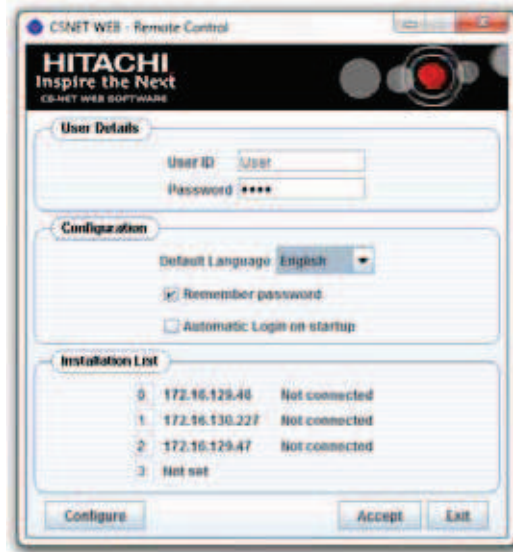 CSNET WEB - Remote Control
HITACHI
Inspire the Next
CS-NET WEB SOFTWARE
User Details
User ID User
Password ••••
Configuration
Default Language English
Remember password
Automatic Login on startup
Installation List
0 172.16.129.46 Not connected
1 172.16.130.227 Not connected
2 172.16.129.47 Not connected
3 Not set
Configure Accept Exit